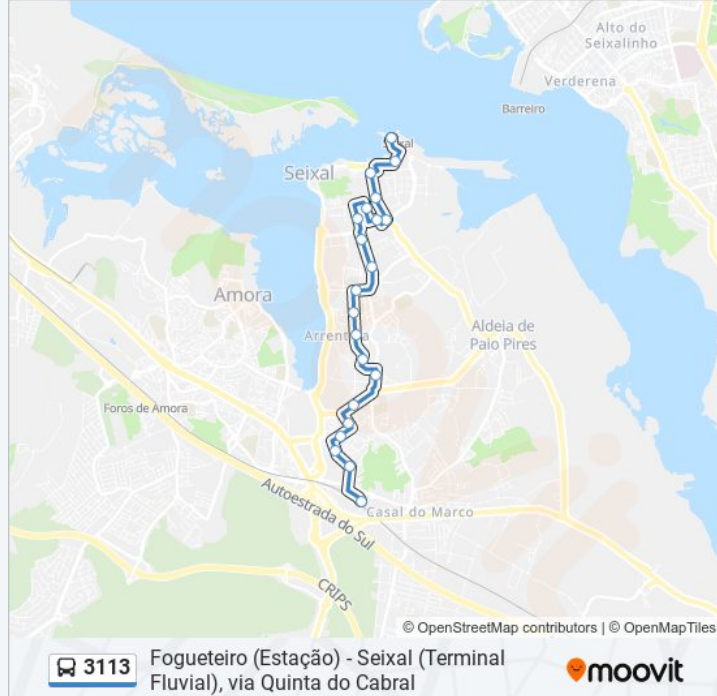 Alto do
Seixalinho
Verderena
Barreiro
Seixal
Amora
Arrentela
Aldeia de
Paio Pires
Foros de Amora
Autoestrada do Sul
Casal do Marco
CRIPS
© OpenStreetMap contributors | © OpenMapTiles
3113
Fogueteiro (Estação) - Seixal (Terminal
Fluvial), via Quinta do Cabral
moovit